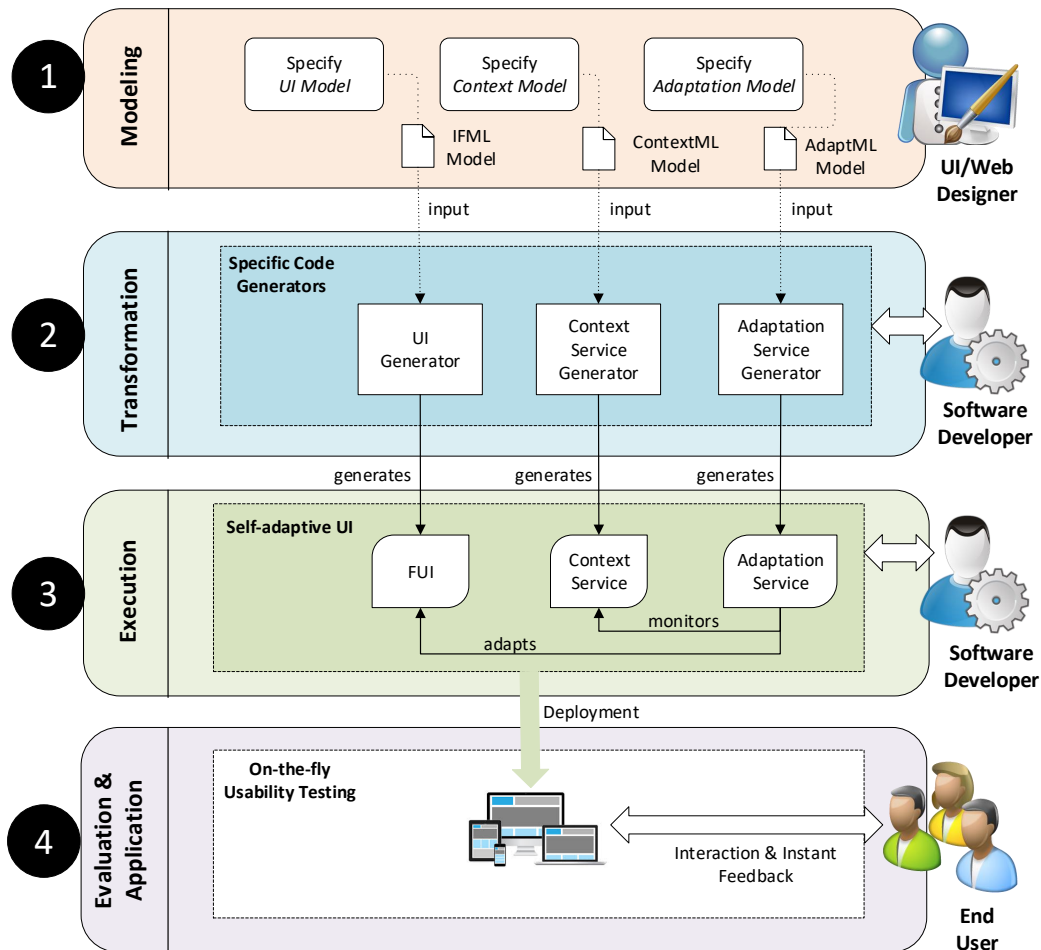 1
Modeling
Specify
UI Model
Specify
Context Model
Specify
Adaptation Model
IFML
Model
ContextML
Model
AdaptML
Model
UI/Web
Designer
input
input
input
2
Transformation
Specific Code
Generators
UI
Generator
Context
Service
Generator
Adaptation
Service
Generator
Software
Developer
generates
generates
generates
3
Execution
Self-adaptive UI
FUI
Context
Service
Adaptation
Service
monitors
adapts
Software
Developer
Deployment
4
Evaluation &
Application
On-the-fly
Usability Testing
Interaction & Instant
Feedback
End
User